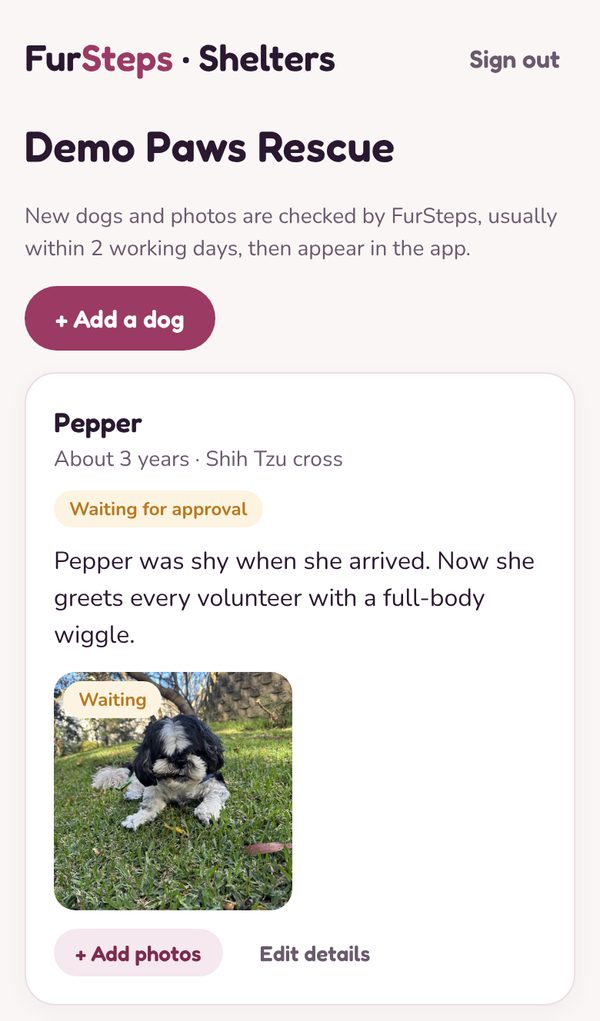 FurSteps · Shelters
Sign out
Demo Paws Rescue
New dogs and photos are checked by FurSteps, usually
within 2 working days, then appear in the app.
+ Add a dog
Pepper
About 3 years · Shih Tzu cross
Waiting for approval
Pepper was shy when she arrived. Now she
greets every volunteer with a full-body
wiggle.
Waiting
+ Add photos
Edit details